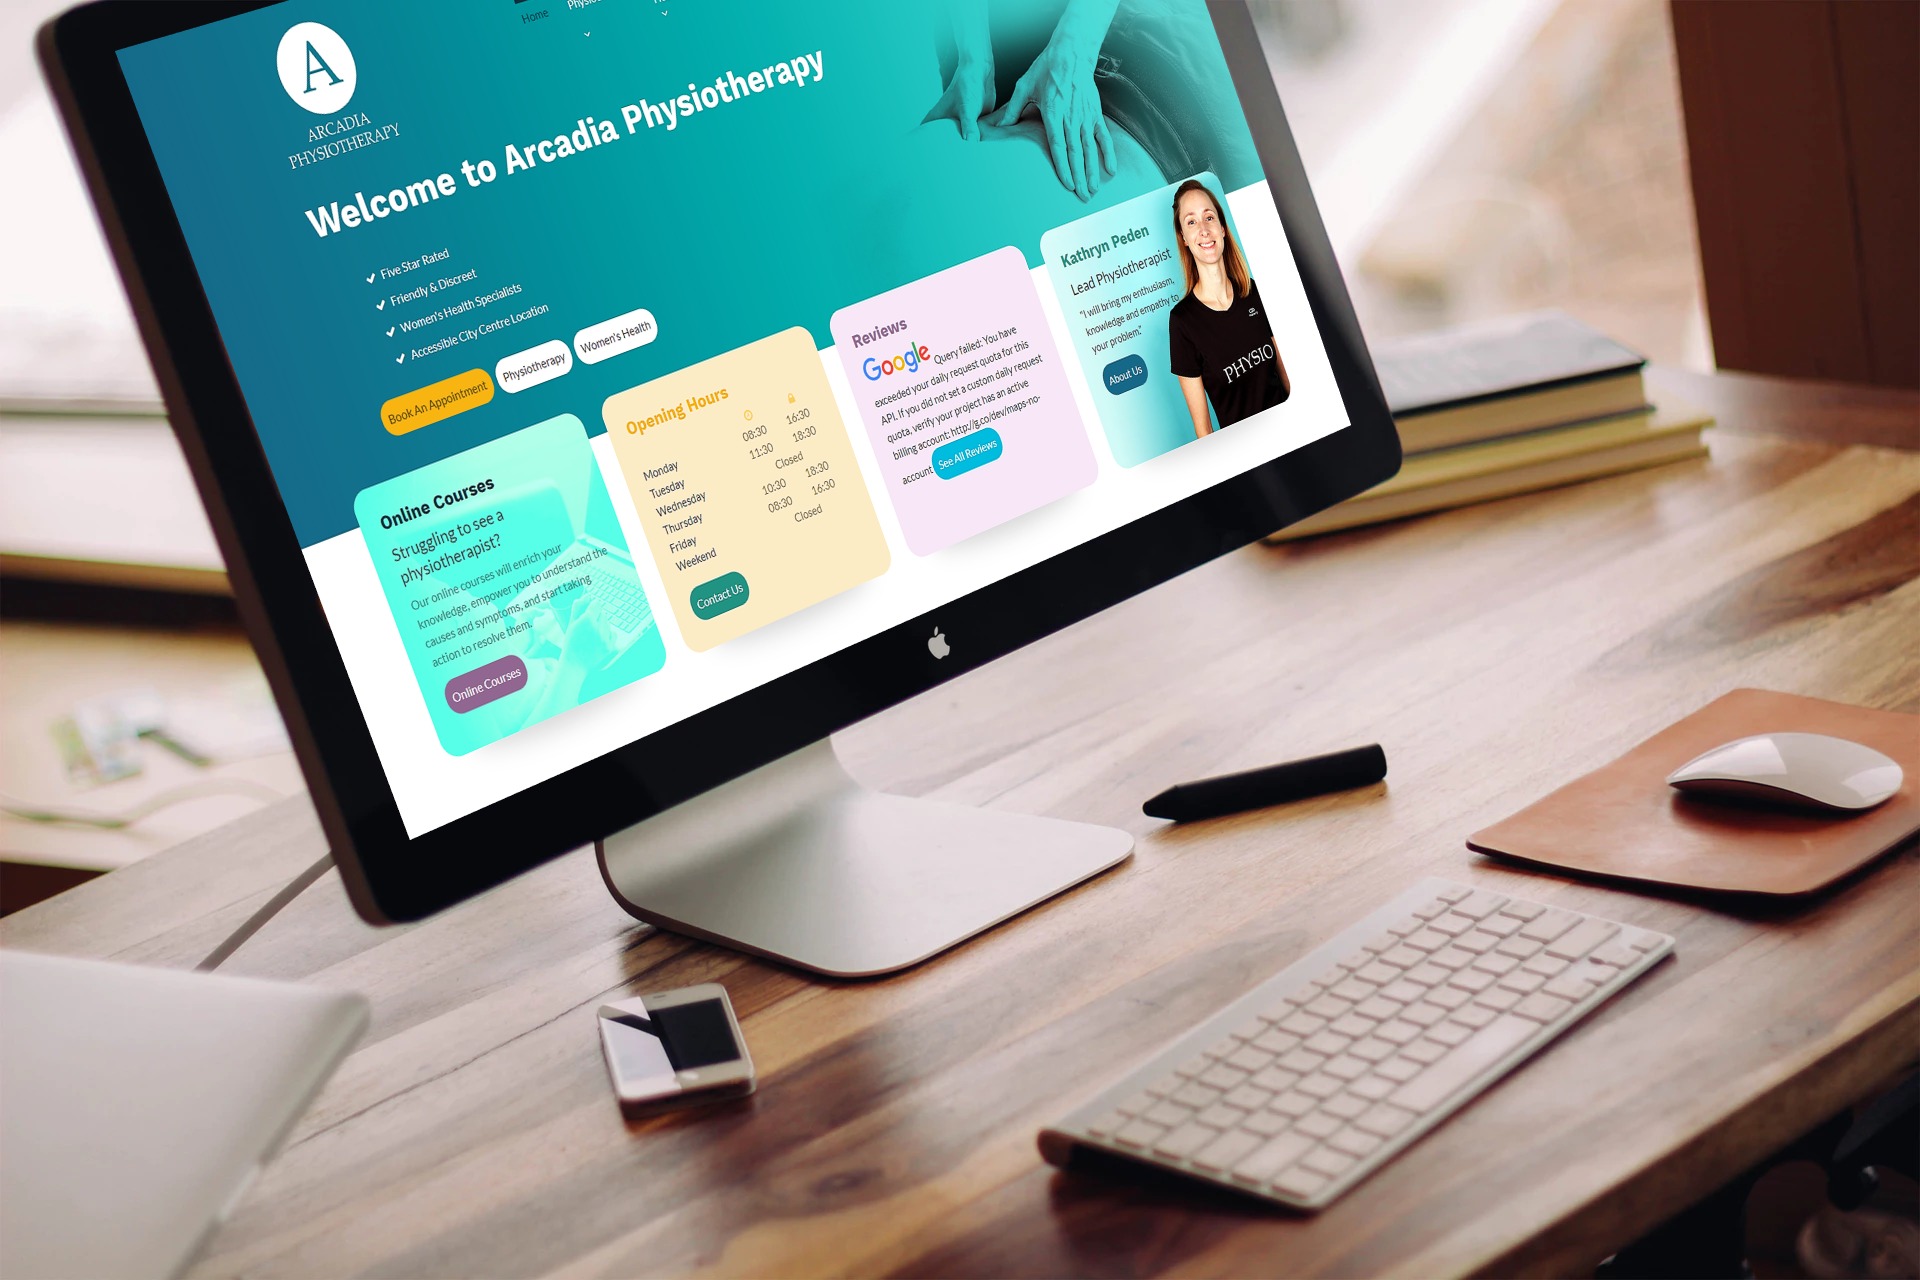 Home
A
ARCADIA
PHYSIOTHERAPY
Welcome to Arcadia Physiotherapy
Five Star Rated
Friendly & Discreet
Women's Health Specialists
Accessible City Centre Location
Book An Appointment
Physiotherapy
Women's Health
Online Courses
Struggling to see a
physiotherapist?
Our online courses will enrich your
knowledge, empower you to understand the
causes and symptoms, and start taking
action to resolve them.
Online Courses
Opening Hours
Monday 08:30 16:30
Tuesday 11:30 18:30
Wednesday Closed
Thursday 10:30 18:30
Friday 08:30 16:30
Weekend Closed
Contact Us
Reviews
Google Query failed: You have
exceeded your daily request quota for this
API. If you did not set a custom daily request
quota, verify your project has an active
billing account: http://g.co/dev/maps-no-
account See All Reviews
Kathryn Peden
Lead Physiotherapist
"I will bring my enthusiasm,
knowledge and empathy to
your problem."
About Us
PHYSIO